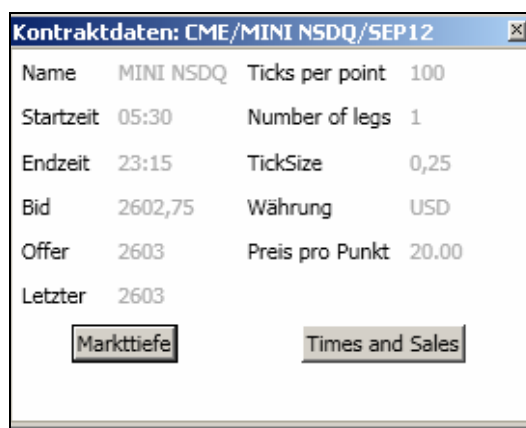 Kontraktdaten: CME/MINI NSDQ/SEP12
Name MINI NSDQ Ticks per point 100
Startzeit 05:30 Number of legs 1
Endzeit 23:15 TickSize 0,25
Bid 2602,75 Währung USD
Offer 2603 Preis pro Punkt 20.00
Letzter 2603
Markttiefe Times and Sales